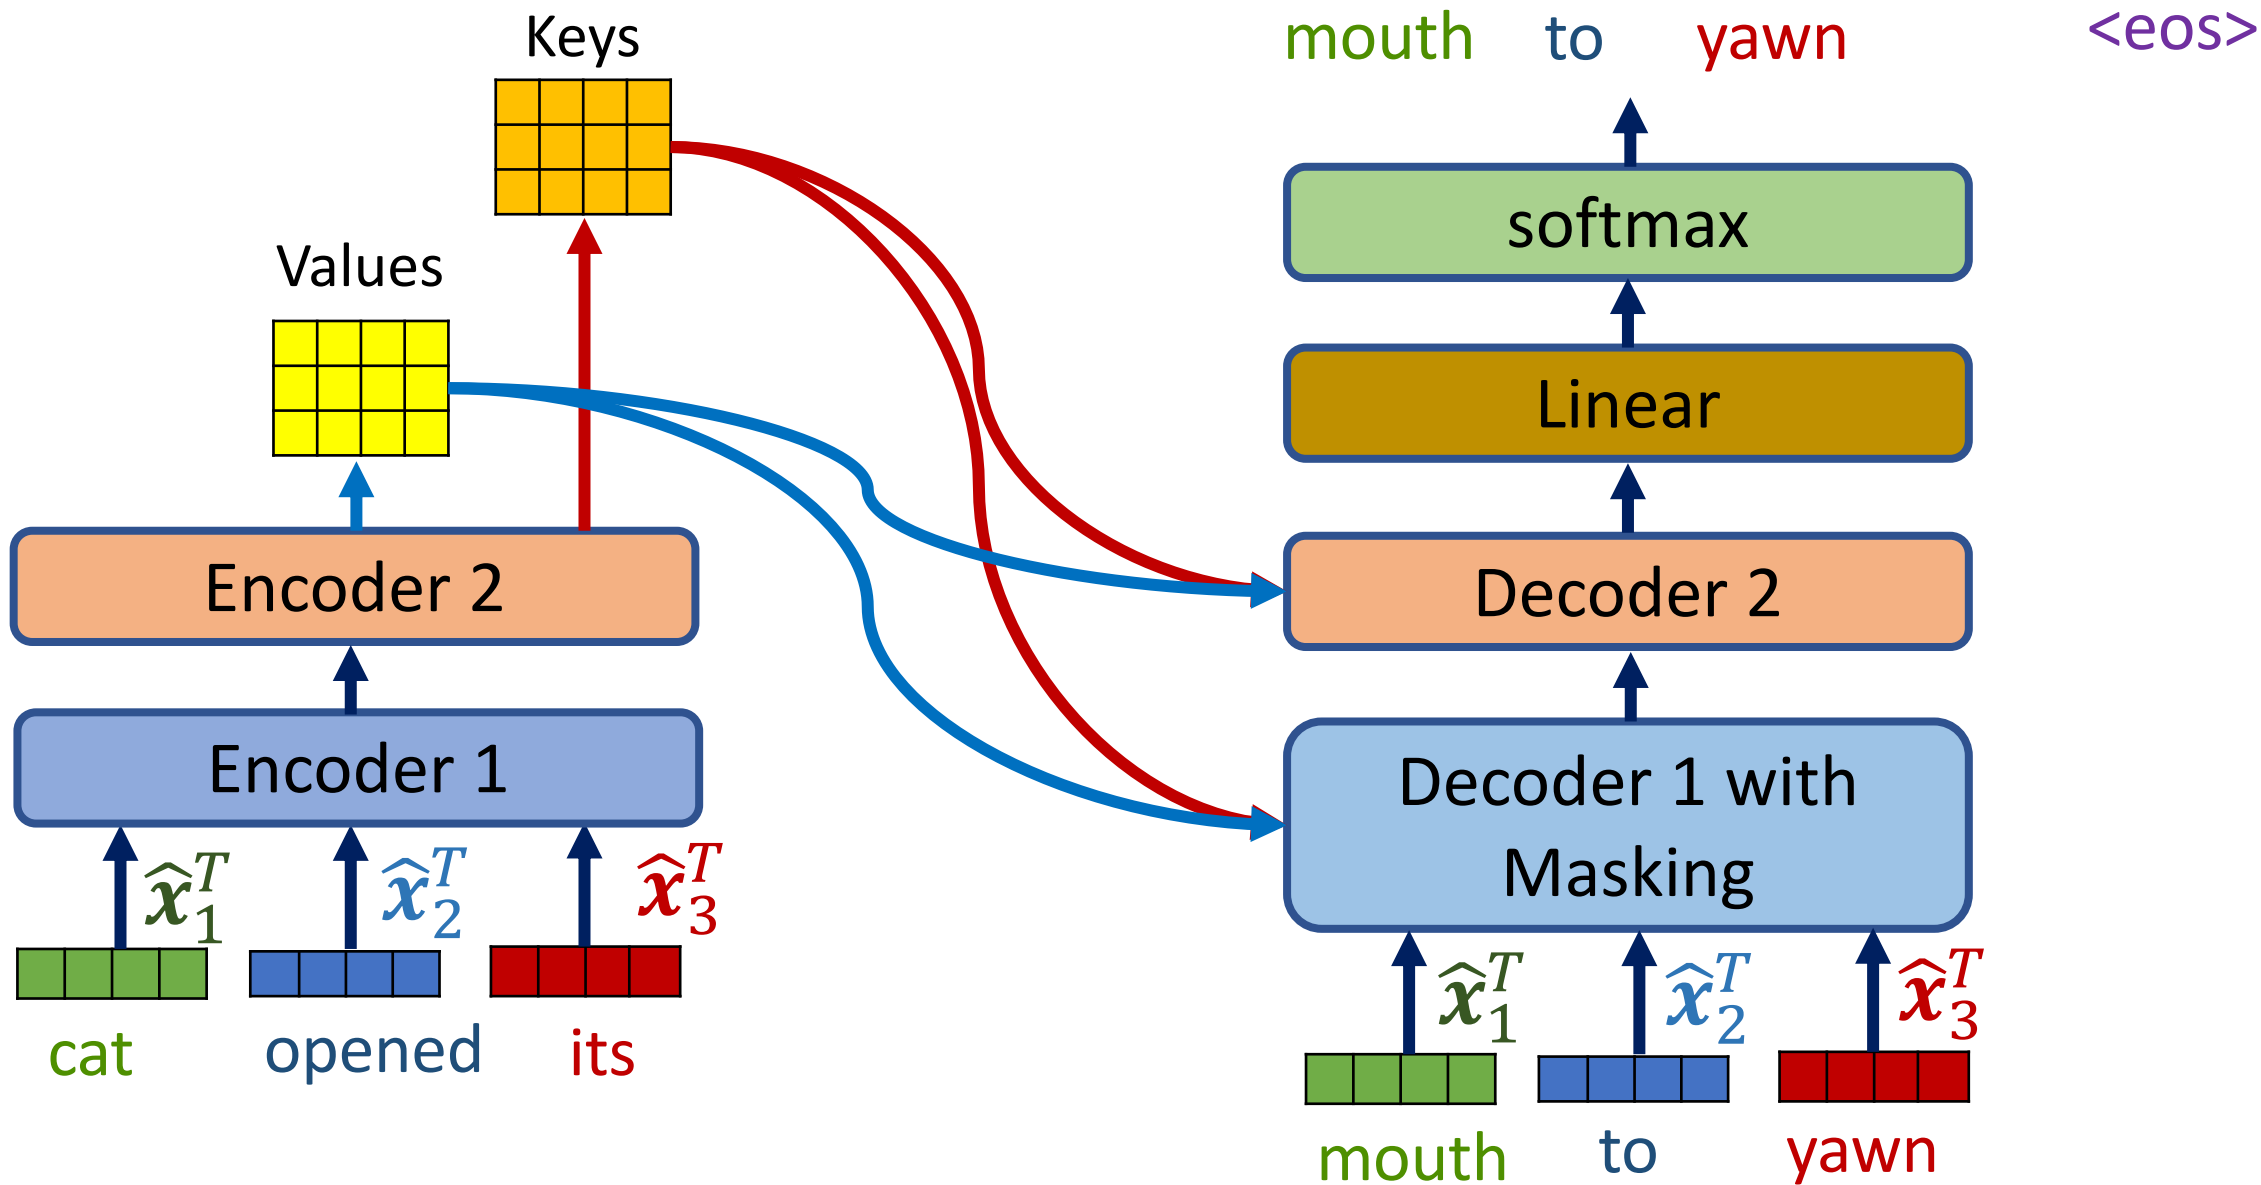 Keys
Values
Encoder 2
Encoder 1
x̂₁ᵀ x̂₂ᵀ x̂₃ᵀ
cat opened its
mouth to yawn <eos>
softmax
Linear
Decoder 2
Decoder 1 with
Masking
x̂₁ᵀ x̂₂ᵀ x̂₃ᵀ
mouth to yawn